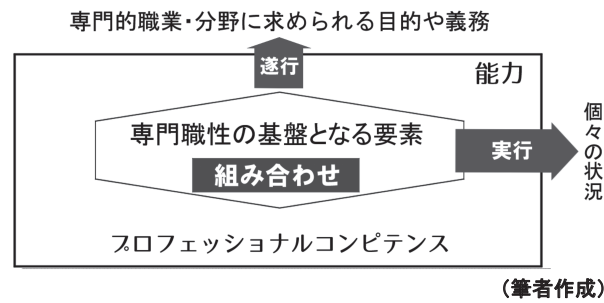 専門的職業・分野に求められる目的や義務
遂行
能力
専門職性の基盤となる要素
組み合わせ
実行
個々の状況
プロフェッショナルコンピテンス
(筆者作成)